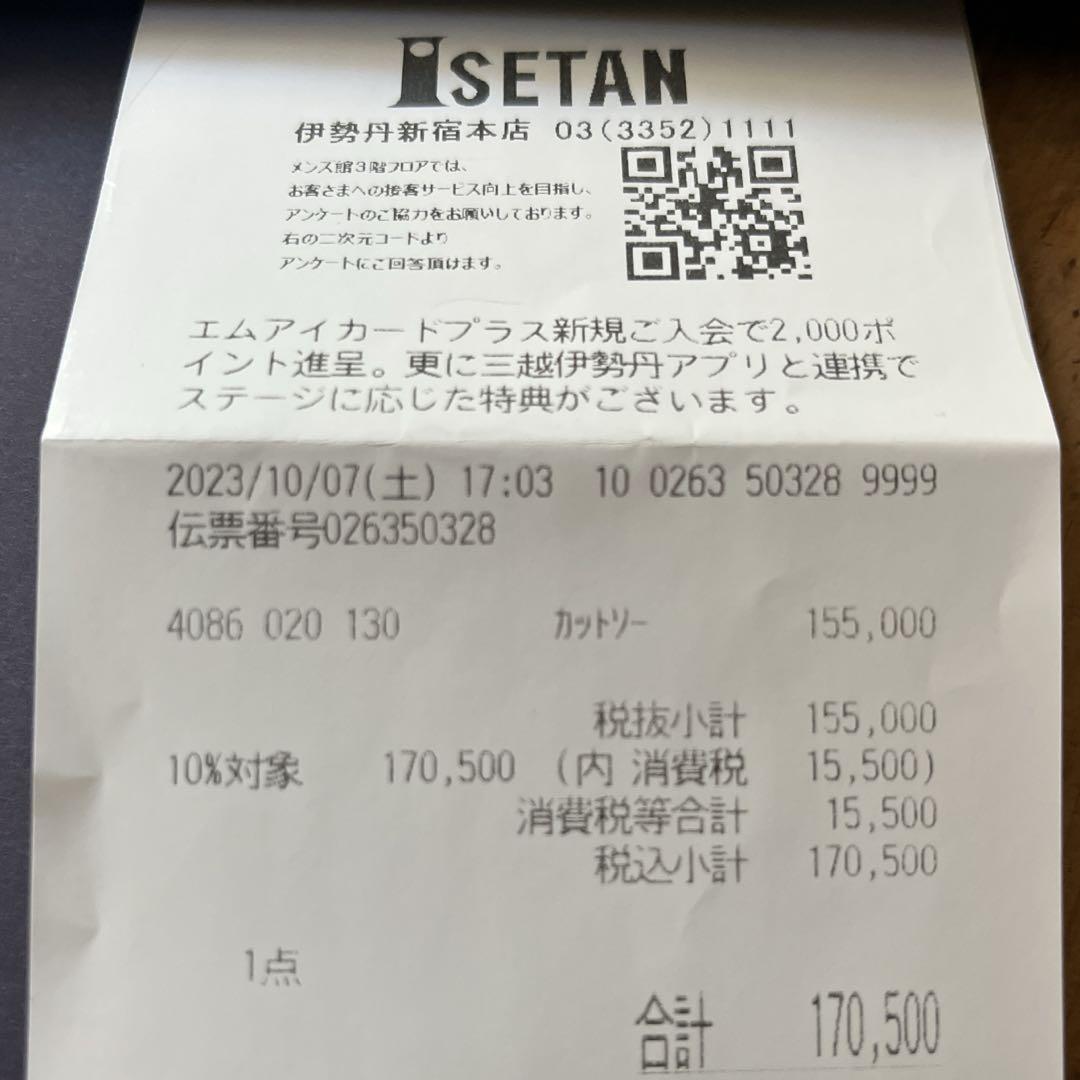 ISETAN
伊勢丹新宿本店 03(3352)1111
メンズ館3階フロアでは、
お客さまへの接客サービス向上を目指し、
アンケートのご協力をお願いしております。
右の二次元コードより
アンケートにご回答頂けます。
エムアイカードプラス新規ご入会で2,000ポ
イント進呈。更に三越伊勢丹アプリと連携で
ステージに応じた特典がございます。
2023/10/07(土) 17:03 10 0263 50328 9999
伝票番号026350328
4086 020 130 カットソー 155,000
税抜小計 155,000
10%対象 170,500 (内 消費税 15,500)
消費税等合計 15,500
税込小計 170,500
1点
合計 170,500